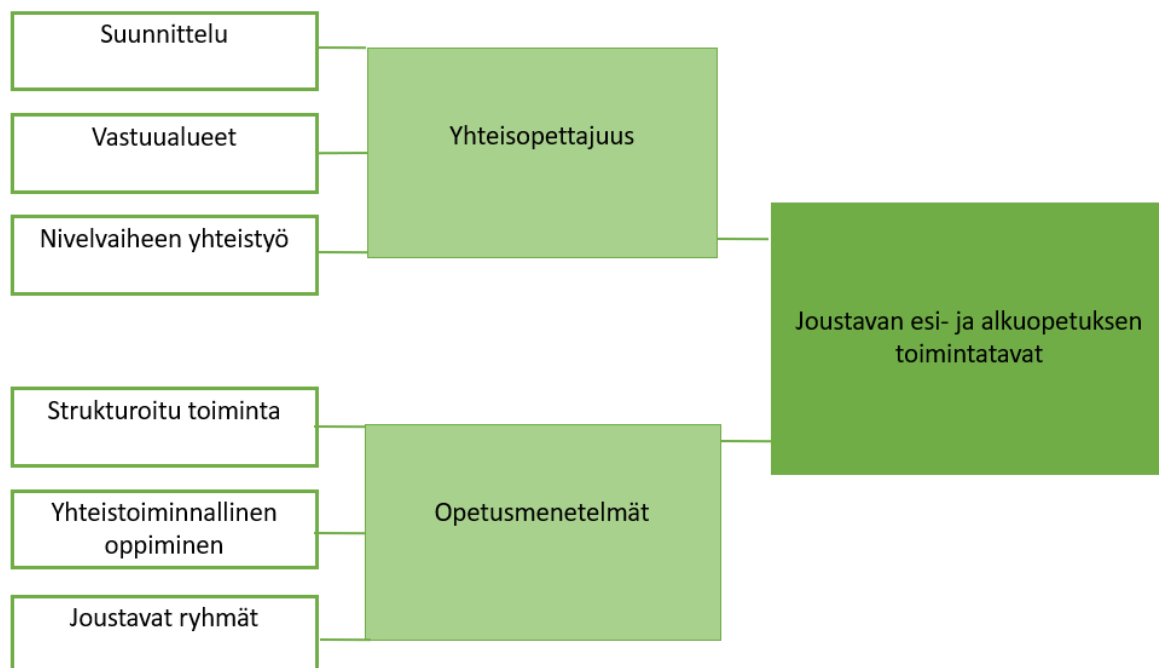 Suunnittelu
Vastuualueet
Nivelvaiheen yhteistyö
Yhteisopettajuus
Strukturoitu toiminta
Yhteistoiminnallinen
oppiminen
Joustavat ryhmät
Opetusmenetelmät
Joustavan esi- ja alkuopetuksen
toimintatavat